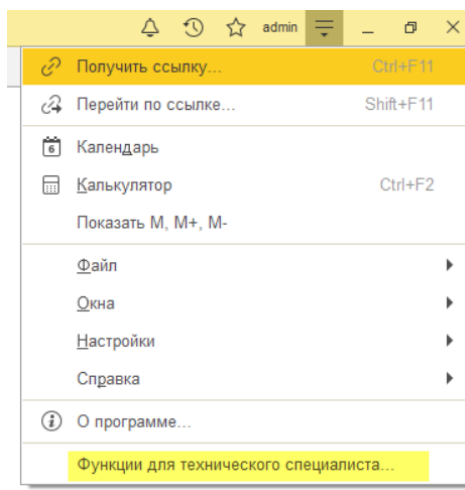 admin
Получить ссылку... Ctrl+F11
Перейти по ссылке... Shift+F11
6 Календарь
Калькулятор Ctrl+F2
Показать M, M+, M-
Файл
Окна
Настройки
Справка
i О программе...
Функции для технического специалиста...